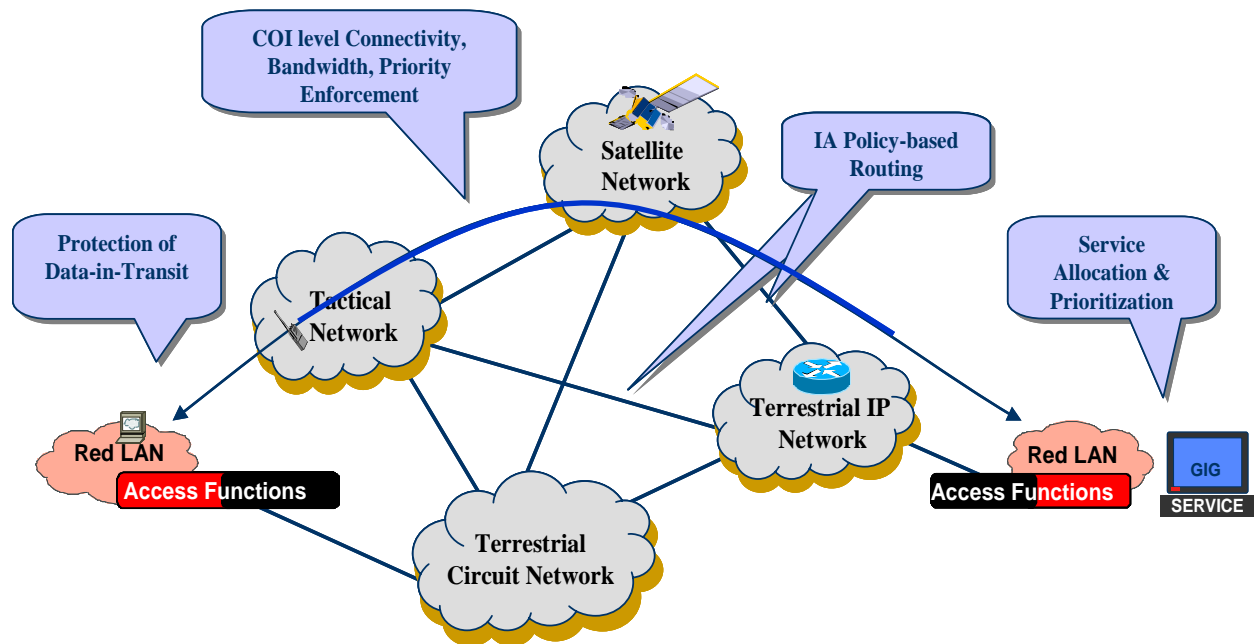 COI level Connectivity,
Bandwidth, Priority
Enforcement
Satellite
Network
IA Policy-based
Routing
Protection of
Data-in-Transit
Service
Allocation &
Prioritization
Tactical
Network
Terrestrial IP
Network
Red LAN
Access Functions
Red LAN
Access Functions
GIG
SERVICE
Terrestrial
Circuit Network